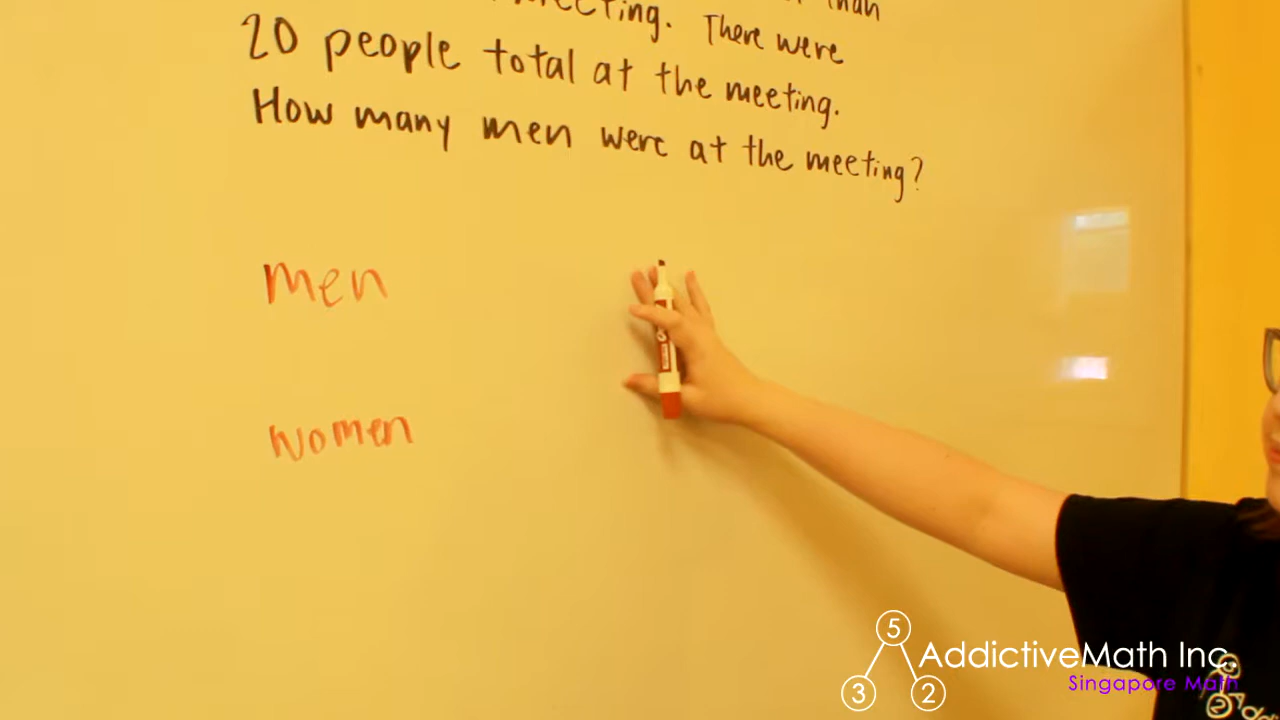 than
meeting. There were
20 people total at the meeting.
How many men were at the meeting?
men
women
5
3 2
AddictiveMath Inc.
Singapore Math